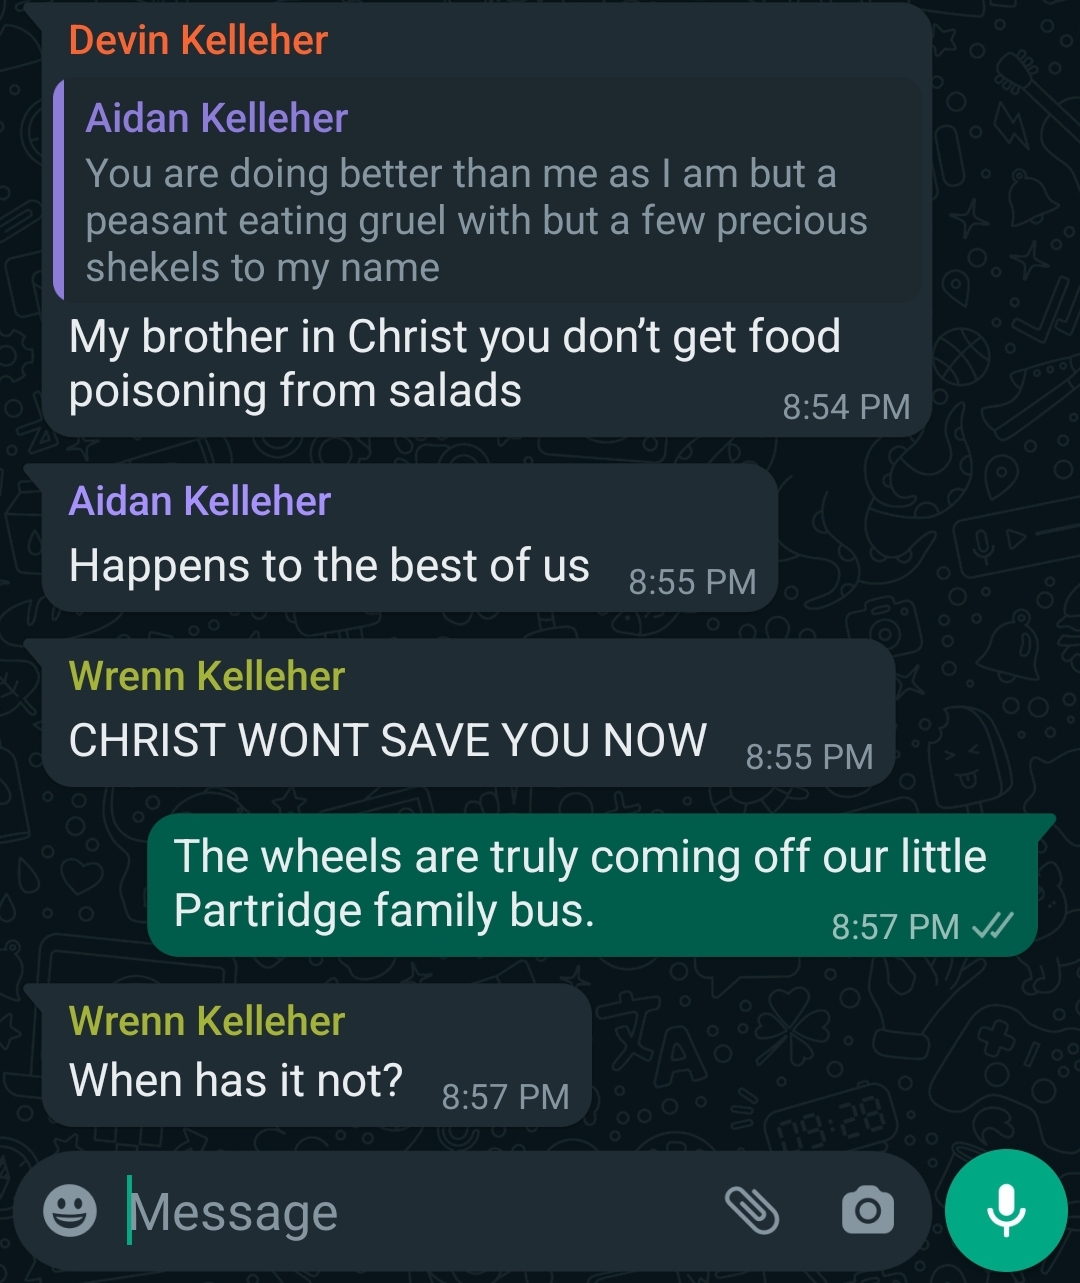 Devin Kelleher
Aidan Kelleher
You are doing better than me as I am but a
peasant eating gruel with but a few precious
shekels to my name
My brother in Christ you don’t get food
poisoning from salads
8:54 PM
Aidan Kelleher
Happens to the best of us
8:55 PM
Wrenn Kelleher
CHRIST WONT SAVE YOU NOW
8:55 PM
The wheels are truly coming off our little
Partridge family bus.
8:57 PM
Wrenn Kelleher
When has it not?
8:57 PM
09:28
Message